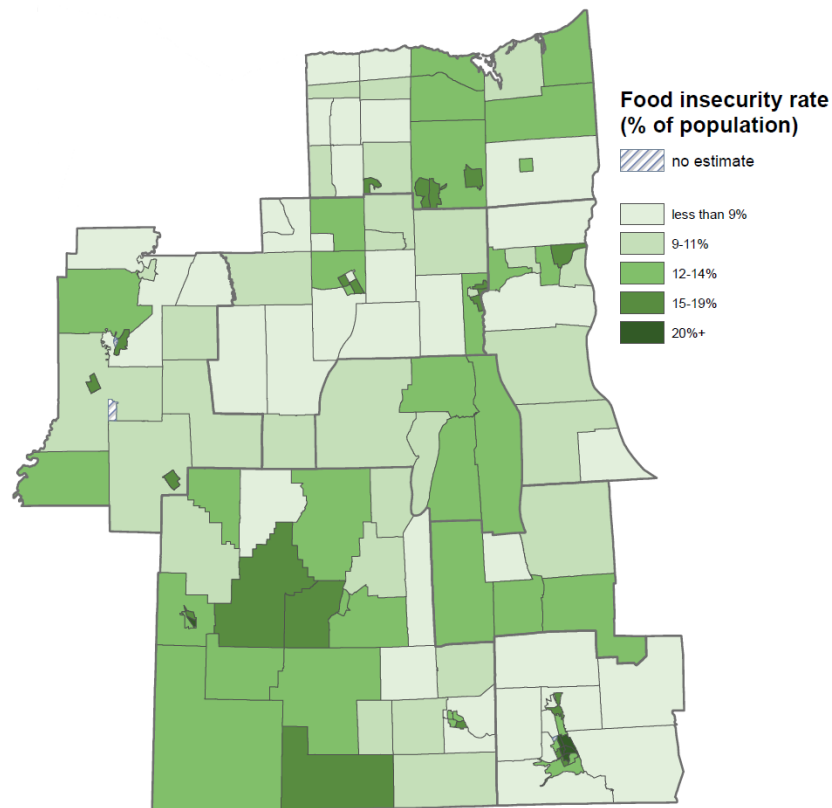 Food insecurity rate
(% of population)
no estimate
less than 9%
9-11%
12-14%
15-19%
20%+